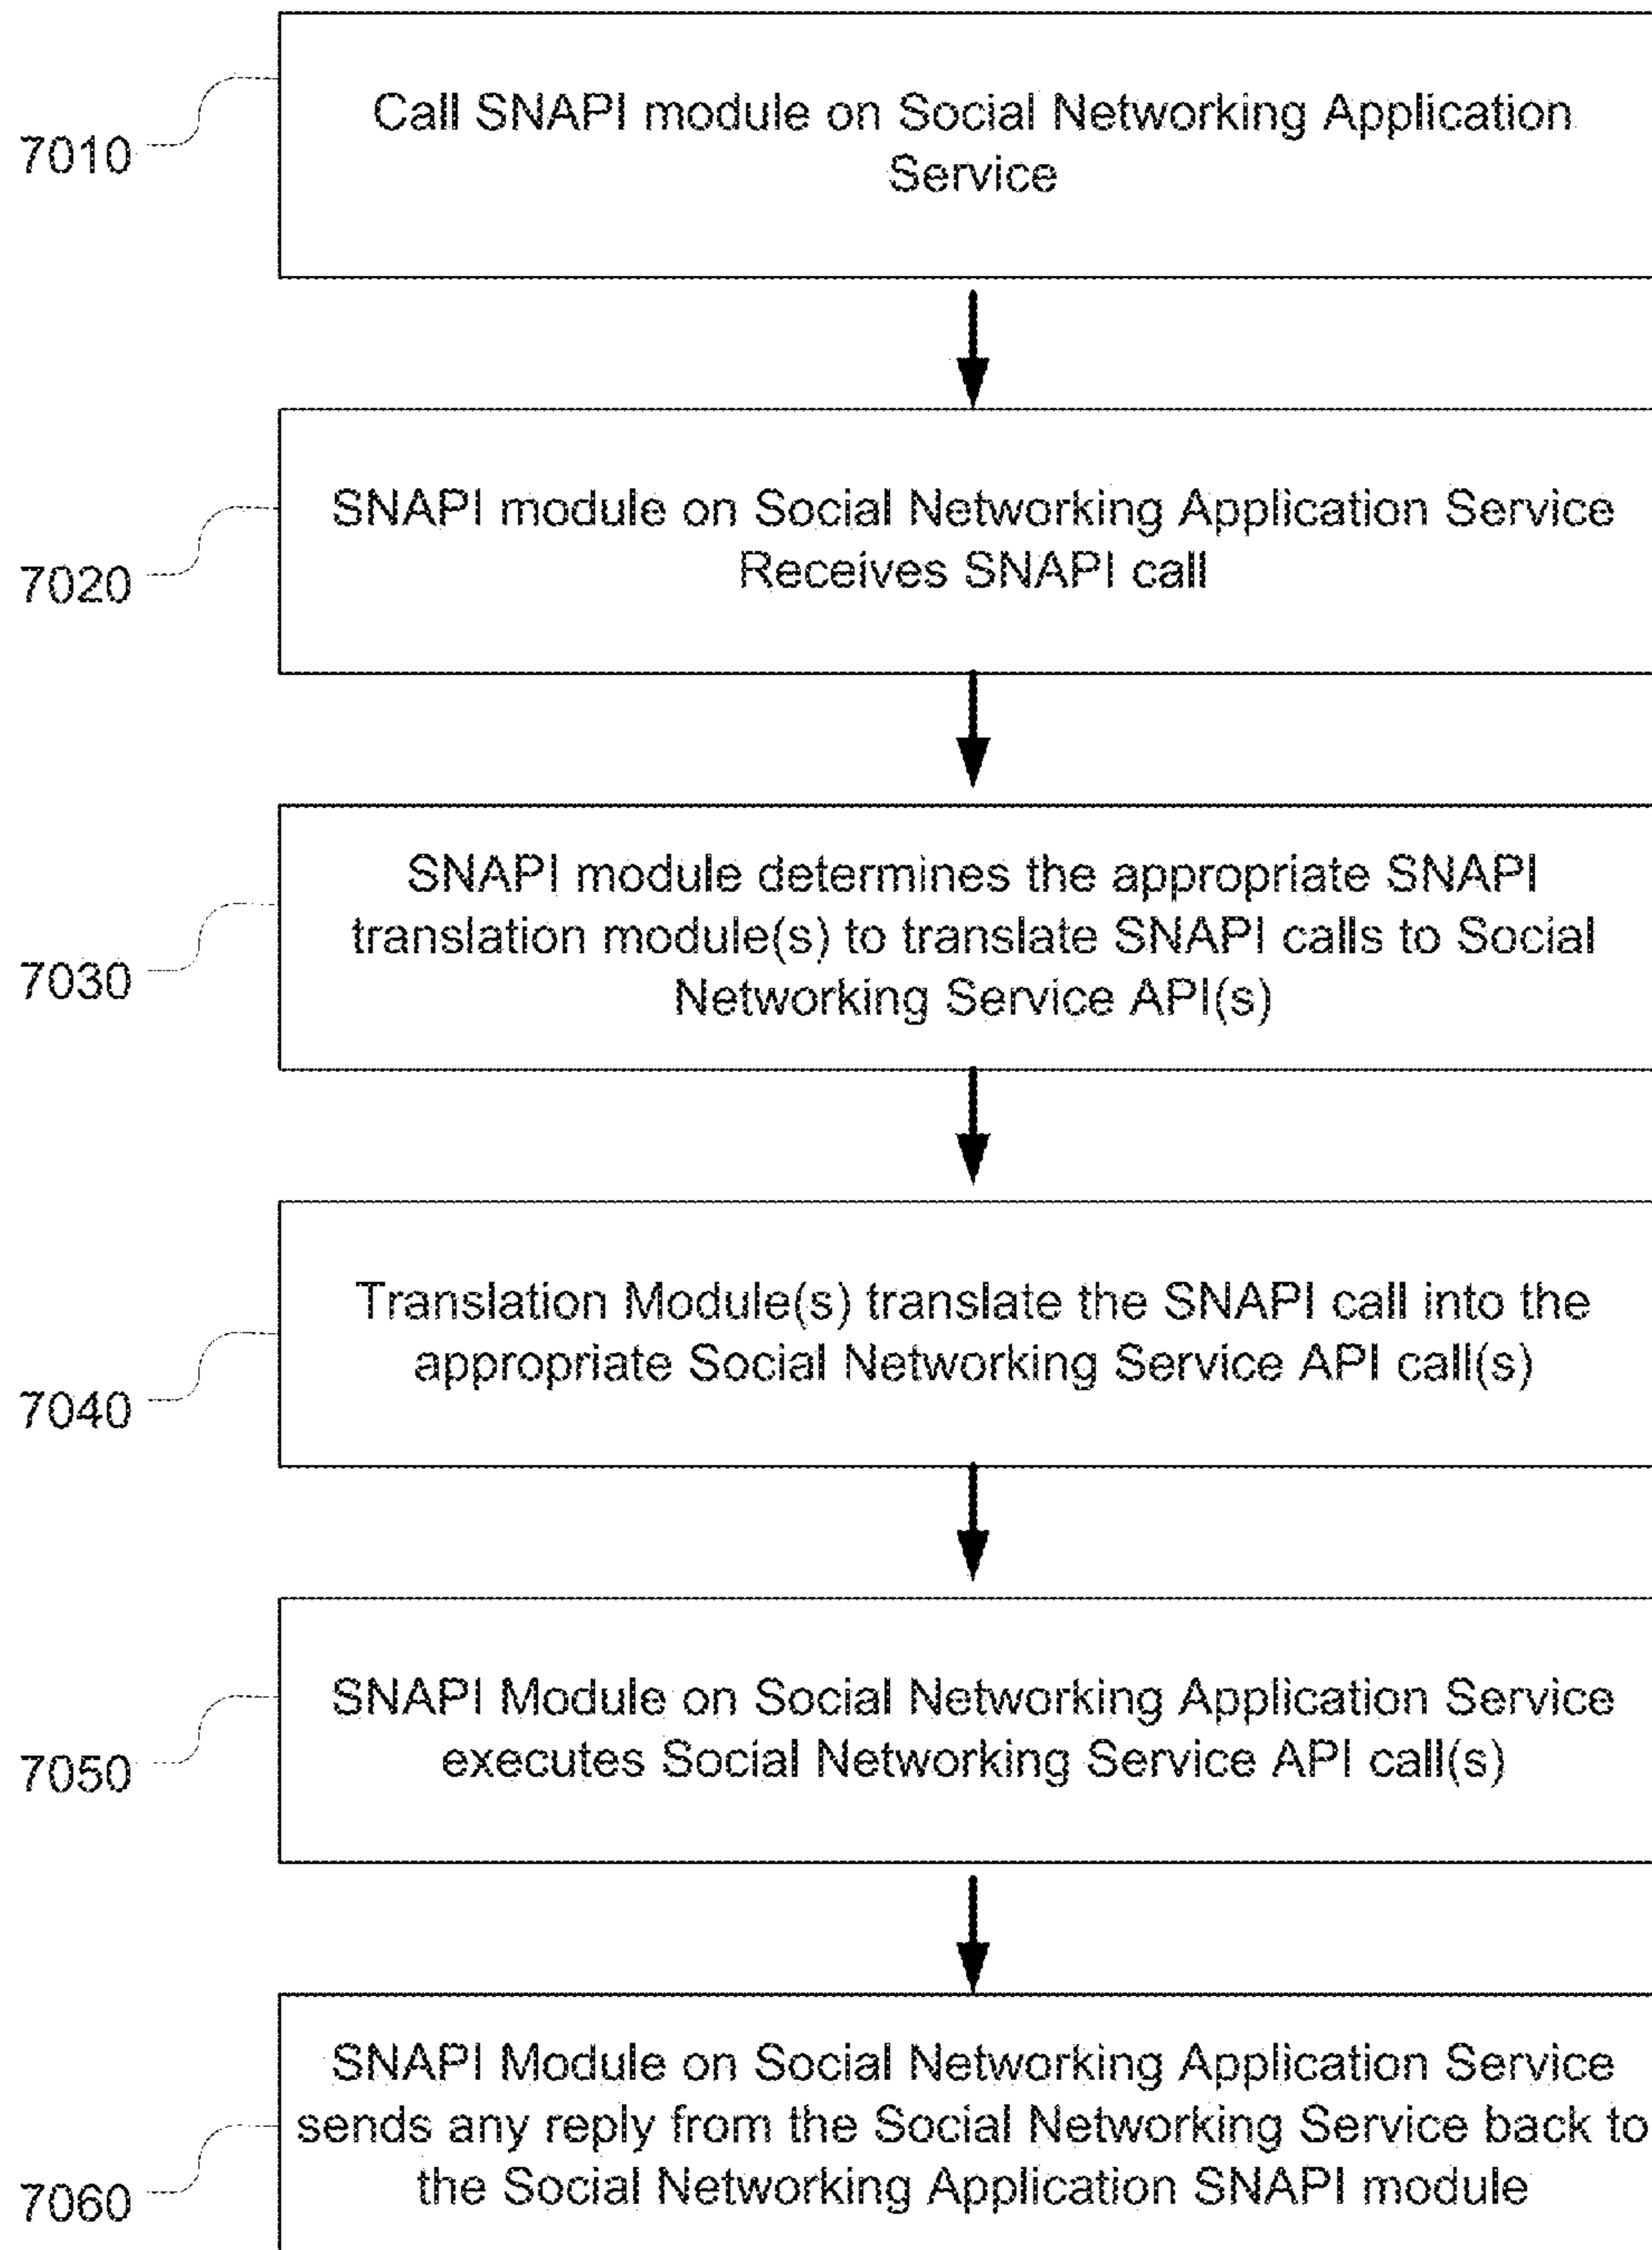 7010
Call SNAPI module on Social Networking Application
Service
7020
SNAPI module on Social Networking Application Service
Receives SNAPI call
7030
SNAPI module determines the appropriate SNAPI
translation module(s) to translate SNAPI calls to Social
Networking Service API(s)
7040
Translation Module(s) translate the SNAPI call into the
appropriate Social Networking Service API call(s)
7050
SNAPI Module on Social Networking Application Service
executes Social Networking Service API call(s)
7060
SNAPI Module on Social Networking Application Service
sends any reply from the Social Networking Service back to
the Social Networking Application SNAPI module